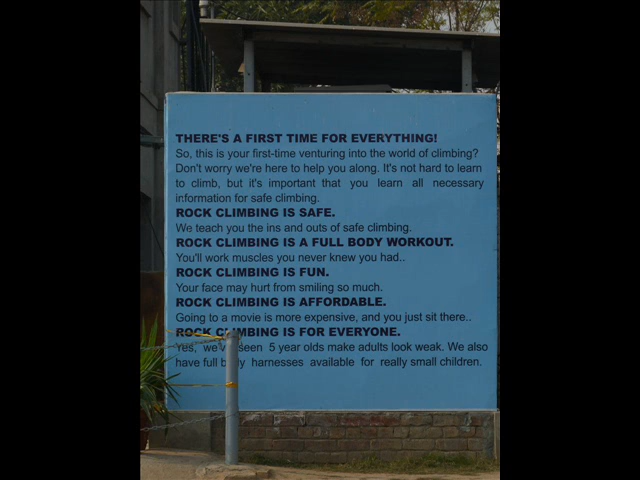 THERE'S A FIRST TIME FOR EVERYTHING!
So, this is your first-time venturing into the world of climbing?
Don't worry we're here to help you along. It's not hard to learn
to climb, but it's important that you learn all necessary
information for safe climbing.
ROCK CLIMBING IS SAFE.
We teach you the ins and outs of safe climbing.
ROCK CLIMBING IS A FULL BODY WORKOUT.
You'll work muscles you never knew you had..
ROCK CLIMBING IS FUN.
Your face may hurt from smiling so much.
ROCK CLIMBING IS AFFORDABLE.
Going to a movie is more expensive, and you just sit there..
ROCK CLIMBING IS FOR EVERYONE.
Yes, we've seen 5 year olds make adults look weak. We also
have full body harnesses available for really small children.